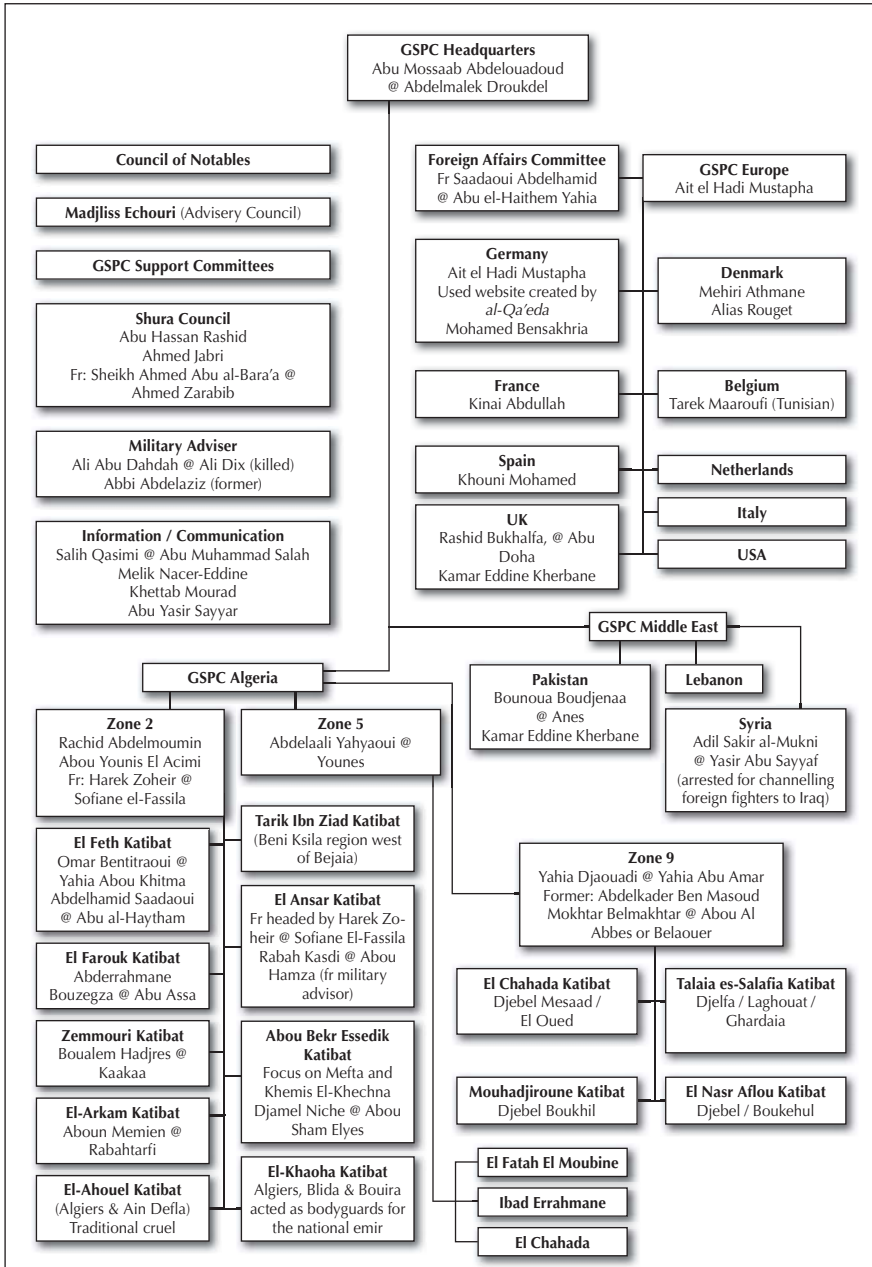 GSPC Headquarters
Abu Mossaab Abdelouadoud
@ Abdelmalek Droukdel
Council of Notables
Madjliss Echouri (Advisery Council)
GSPC Support Committees
Shura Council
Abu Hassan Rashid
Ahmed Jabri
Fr: Sheikh Ahmed Abu al-Bara'a @
Ahmed Zarabib
Military Adviser
Ali Abu Dahdah @ Ali Dix (killed)
Abbi Abdelaziz (former)
Information / Communication
Salih Qasimi @ Abu Muhammad Salah
Melik Nacer-Eddine
Khettab Mourad
Abu Yasir Sayyar
Foreign Affairs Committee
Fr Saadaoui Abdelhamid
@ Abu el-Haithem Yahia
GSPC Europe
Ait el Hadi Mustapha
Germany
Ait el Hadi Mustapha
Used website created by
al-Qa'eda
Mohamed Bensakhria
Denmark
Mehiri Athmane
Alias Rouget
France
Kinai Abdullah
Belgium
Tarek Maaroufi (Tunisian)
Spain
Khouni Mohamed
Netherlands
Italy
UK
Rashid Bukhalfa, @ Abu
Doha
Kamar Eddine Kherbane
USA
GSPC Middle East
Pakistan
Bounoua Boudjenaa
@ Anes
Kamar Eddine Kherbane
Lebanon
Syria
Adil Sakir al-Mukni
@ Yasir Abu Sayyaf
(arrested for channelling
foreign fighters to Iraq)
GSPC Algeria
Zone 2
Rachid Abdelmoumin
Abou Younis El Acimi
Fr: Harek Zoheir @
Sofiane el-Fassila
Zone 5
Abdelaali Yahyaoui @
Younes
El Feth Katibat
Omar Bentitraoui @
Yahia Abou Khitma
Abdelhamid Saadaoui
@ Abu al-Haytham
Tarik Ibn Ziad Katibat
(Beni Ksila region west
of Bejaia)
El Ansar Katibat
Fr headed by Harek Zo-
heir @ Sofiane El-Fassila
Rabah Kasdi @ Abou
Hamza (fr military
advisor)
El Farouk Katibat
Abderrahmane
Bouzegza @ Abu Assa
Zemmouri Katibat
Boualem Hadjres @
Kaakaa
Abou Bekr Essedik
Katibat
Focus on Mefta and
Khemis El-Khechna
Djamel Niche @ Abou
Sham Elyes
El-Arkam Katibat
Aboun Memien @
Rabahtarfi
El-Ahouel Katibat
(Algiers & Ain Defla)
Traditional cruel
El-Khaoha Katibat
Algiers, Blida & Bouira
acted as bodyguards for
the national emir
Zone 9
Yahia Djaouadi @ Yahia Abu Amar
Former: Abdelkader Ben Masoud
Mokhtar Belmakhtar @ Abou Al
Abbes or Belaouer
El Chahada Katibat
Djebel Mesaad /
El Oued
Talaia es-Salafia Katibat
Djelfa / Laghouat /
Ghardaia
Mouhadjiroune Katibat
Djebel Boukhil
El Nasr Aflou Katibat
Djebel / Boukehul
El Fatah El Moubine
Ibad Errahmane
El Chahada